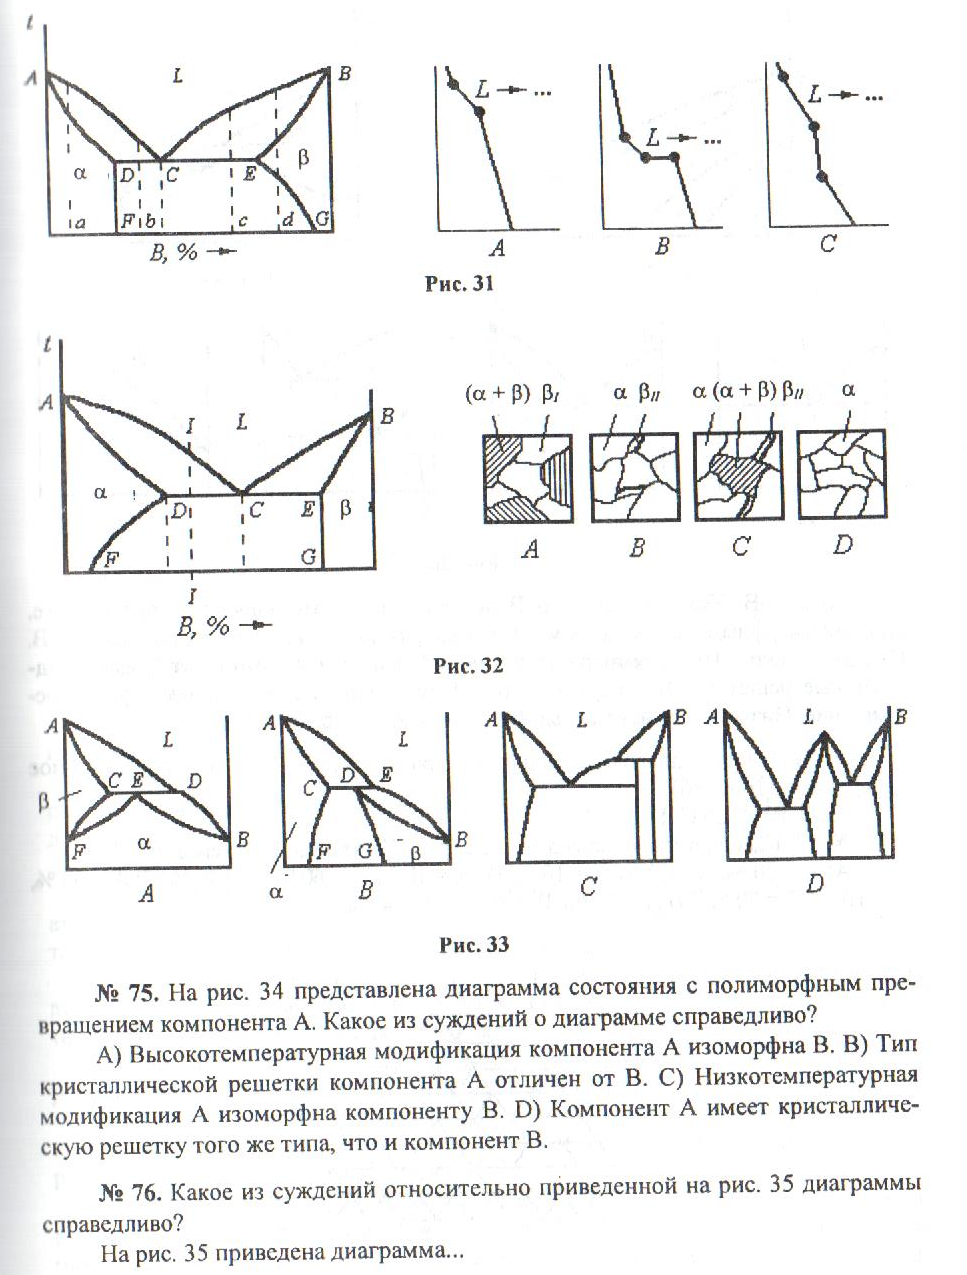 t
A
L
B
α
D
C
E
β
a
F
b
c
d
G
B, %
L → ...
A
L → ...
B
L → ...
C
Рис. 31
t
A
I
L
B
α
D
C
E
β
F
G
I
B, %
(α + β) βI
α βII
α (α + β) βII
α
A
B
C
D
Рис. 32
A
L
C E D
β
F
α
B
A
A
L
C
D
E
F
G
β
B
α
B
A
L
B
C
A
L
B
D
Рис. 33
№ 75. На рис. 34 представлена диаграмма состояния с полиморфным пре-
вращением компонента А. Какое из суждений о диаграмме справедливо?
А) Высокотемпературная модификация компонента А изоморфна В. В) Тип
кристаллической решетки компонента А отличен от В. С) Низкотемпературная
модификация А изоморфна компоненту В. D) Компонент А имеет кристалличе-
скую решетку того же типа, что и компонент В.
№ 76. Какое из суждений относительно приведенной на рис. 35 диаграммы
справедливо?
На рис. 35 приведена диаграмма...